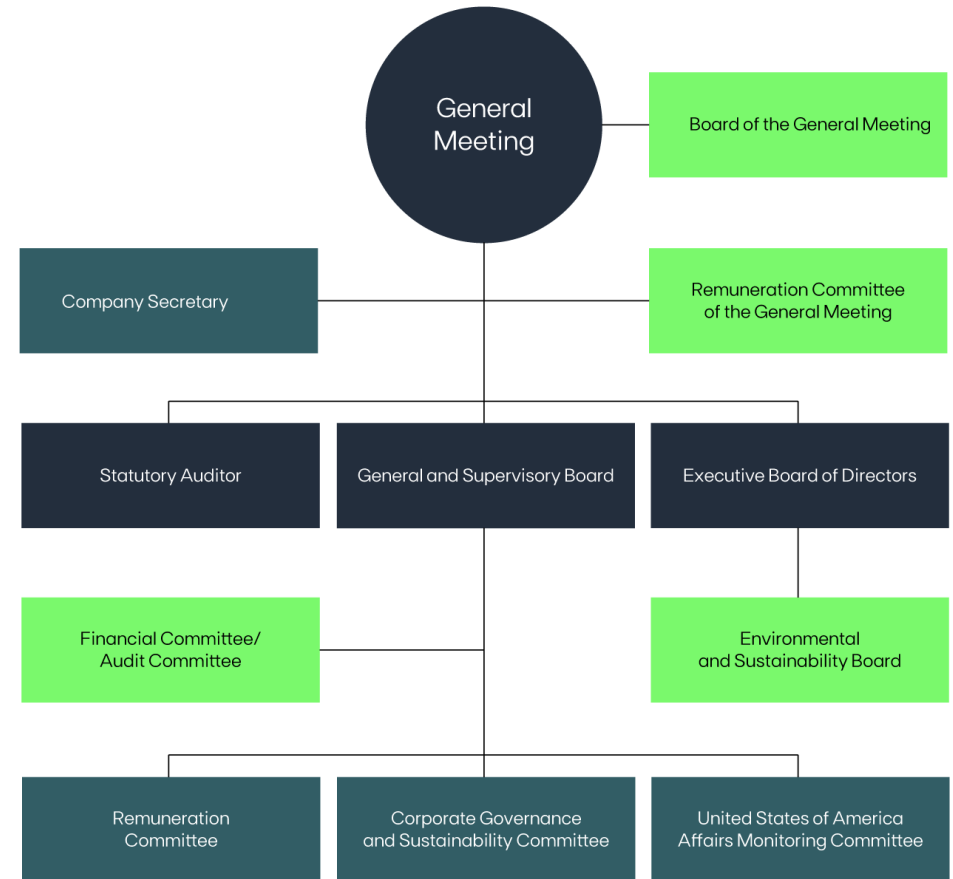 General
Meeting
Board of the General Meeting
Company Secretary
Remuneration Committee
of the General Meeting
Statutory Auditor
General and Supervisory Board
Executive Board of Directors
Financial Committee/
Audit Committee
Environmental
and Sustainability Board
Remuneration
Committee
Corporate Governance
and Sustainability Committee
United States of America
Affairs Monitoring Committee